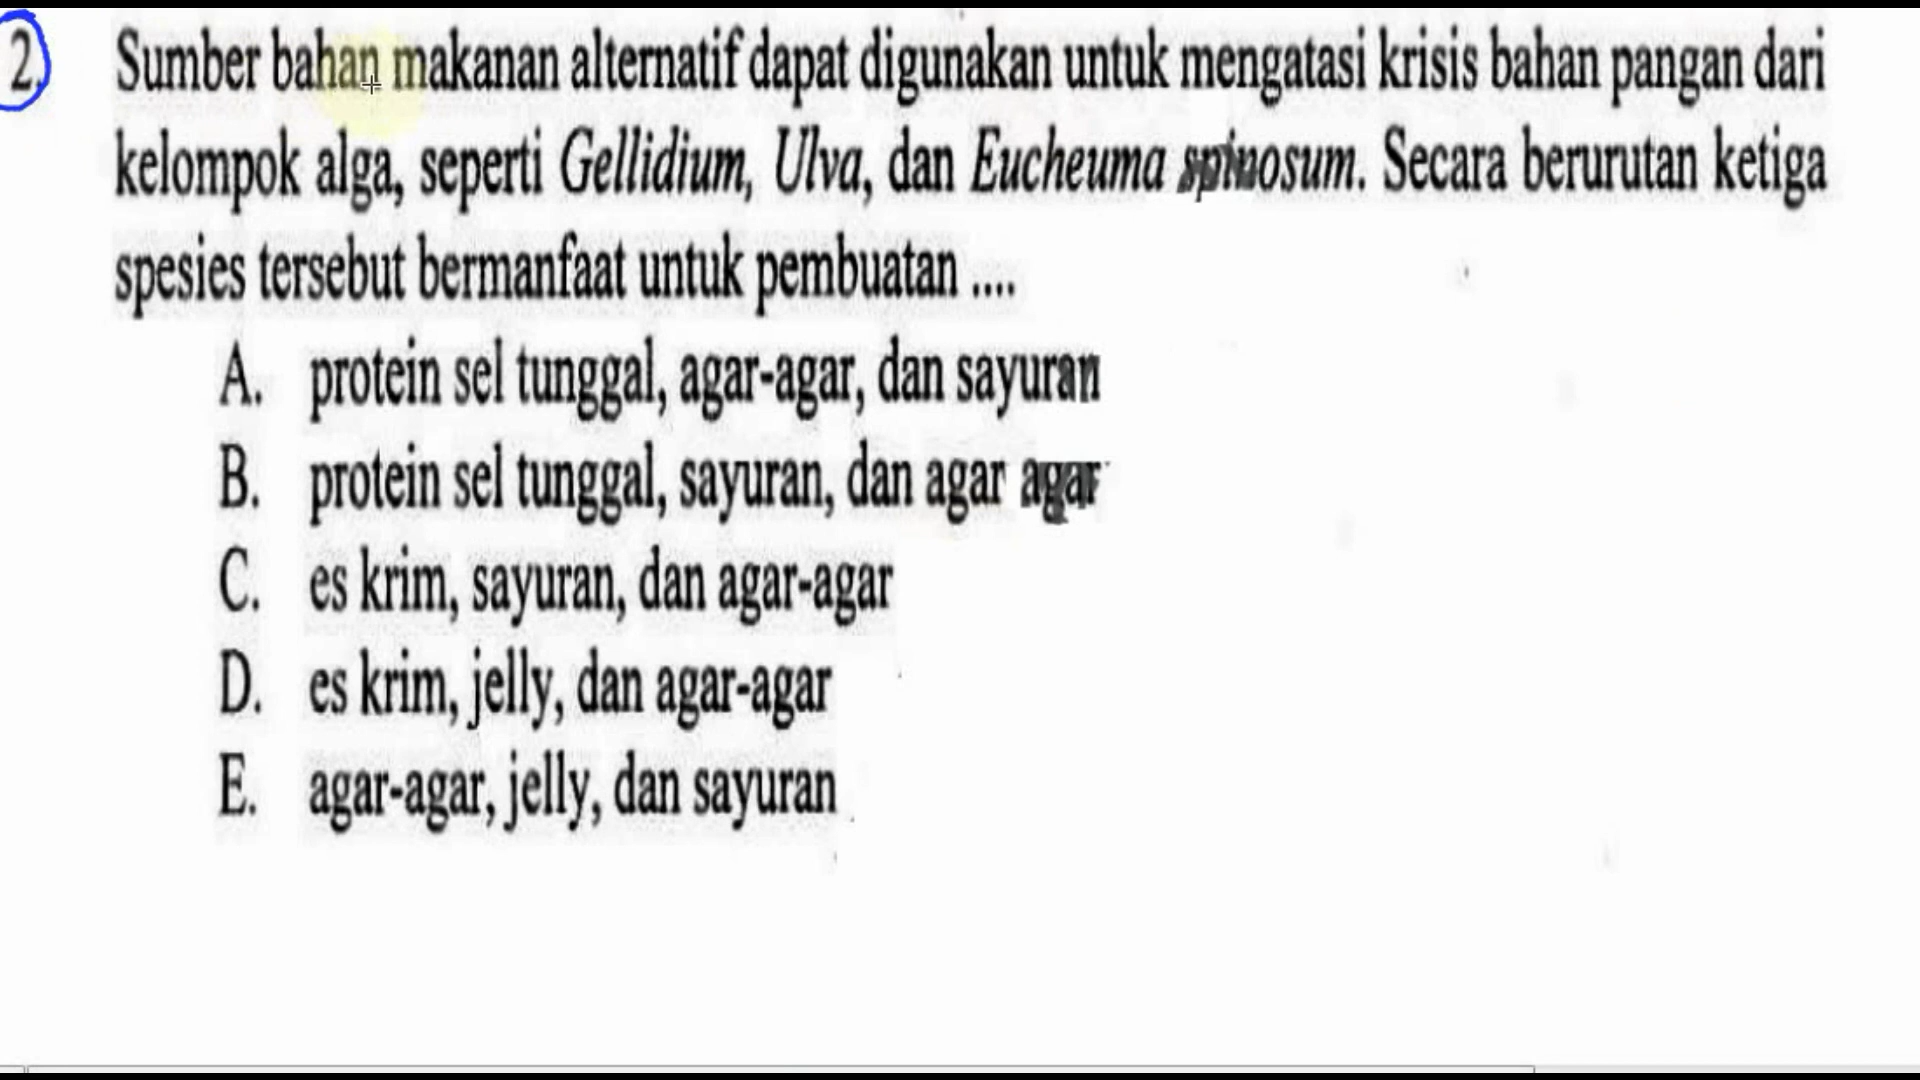 2. Sumber bahan makanan alternatif dapat digunakan untuk mengatasi krisis bahan pangan dari
kelompok alga, seperti Gellidium, Ulva, dan Eucheuma spinosum. Secara berurutan ketiga
spesies tersebut bermanfaat untuk pembuatan ....
A. protein sel tunggal, agar-agar, dan sayuran
B. protein sel tunggal, sayuran, dan agar agar
C. es krim, sayuran, dan agar-agar
D. es krim, jelly, dan agar-agar
E. agar-agar, jelly, dan sayuran